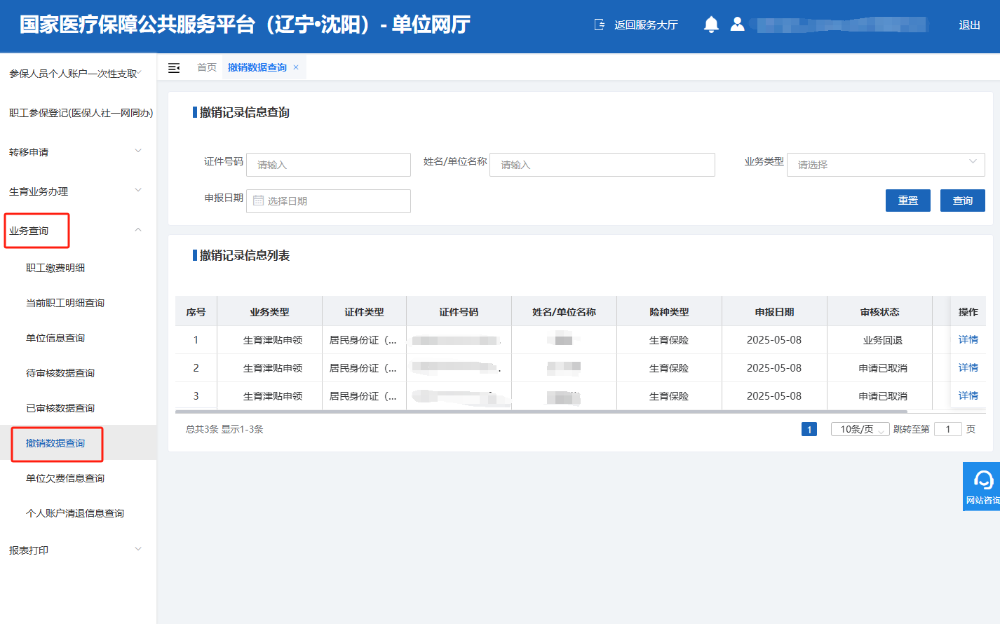 国家医疗保障公共服务平台（辽宁•沈阳）- 单位网厅
返回服务大厅
退出
参保人员个人账户一次性支取
职工参保登记(医保人社一网同办)
转移申请
生育业务办理
业务查询
职工缴费明细
当前职工明细查询
单位信息查询
待审核数据查询
已审核数据查询
撤销数据查询
单位欠费信息查询
个人账户清退信息查询
报表打印
首页 撤销数据查询 ×
撤销记录信息查询
证件号码 请输入 姓名/单位名称 请输入 业务类型 请选择
申报日期 选择日期 重置 查询
撤销记录信息列表
序号 业务类型 证件类型 证件号码 姓名/单位名称 险种类型 申报日期 审核状态 操作
1 生育津贴申领 居民身份证（... 生育保险 2025-05-08 业务回退 详情
2 生育津贴申领 居民身份证（... 生育保险 2025-05-08 申请已取消 详情
3 生育津贴申领 居民身份证（... 生育保险 2025-05-08 申请已取消 详情
总共3条 显示1-3条 1 10条/页 跳转至第 1 页
网站咨询